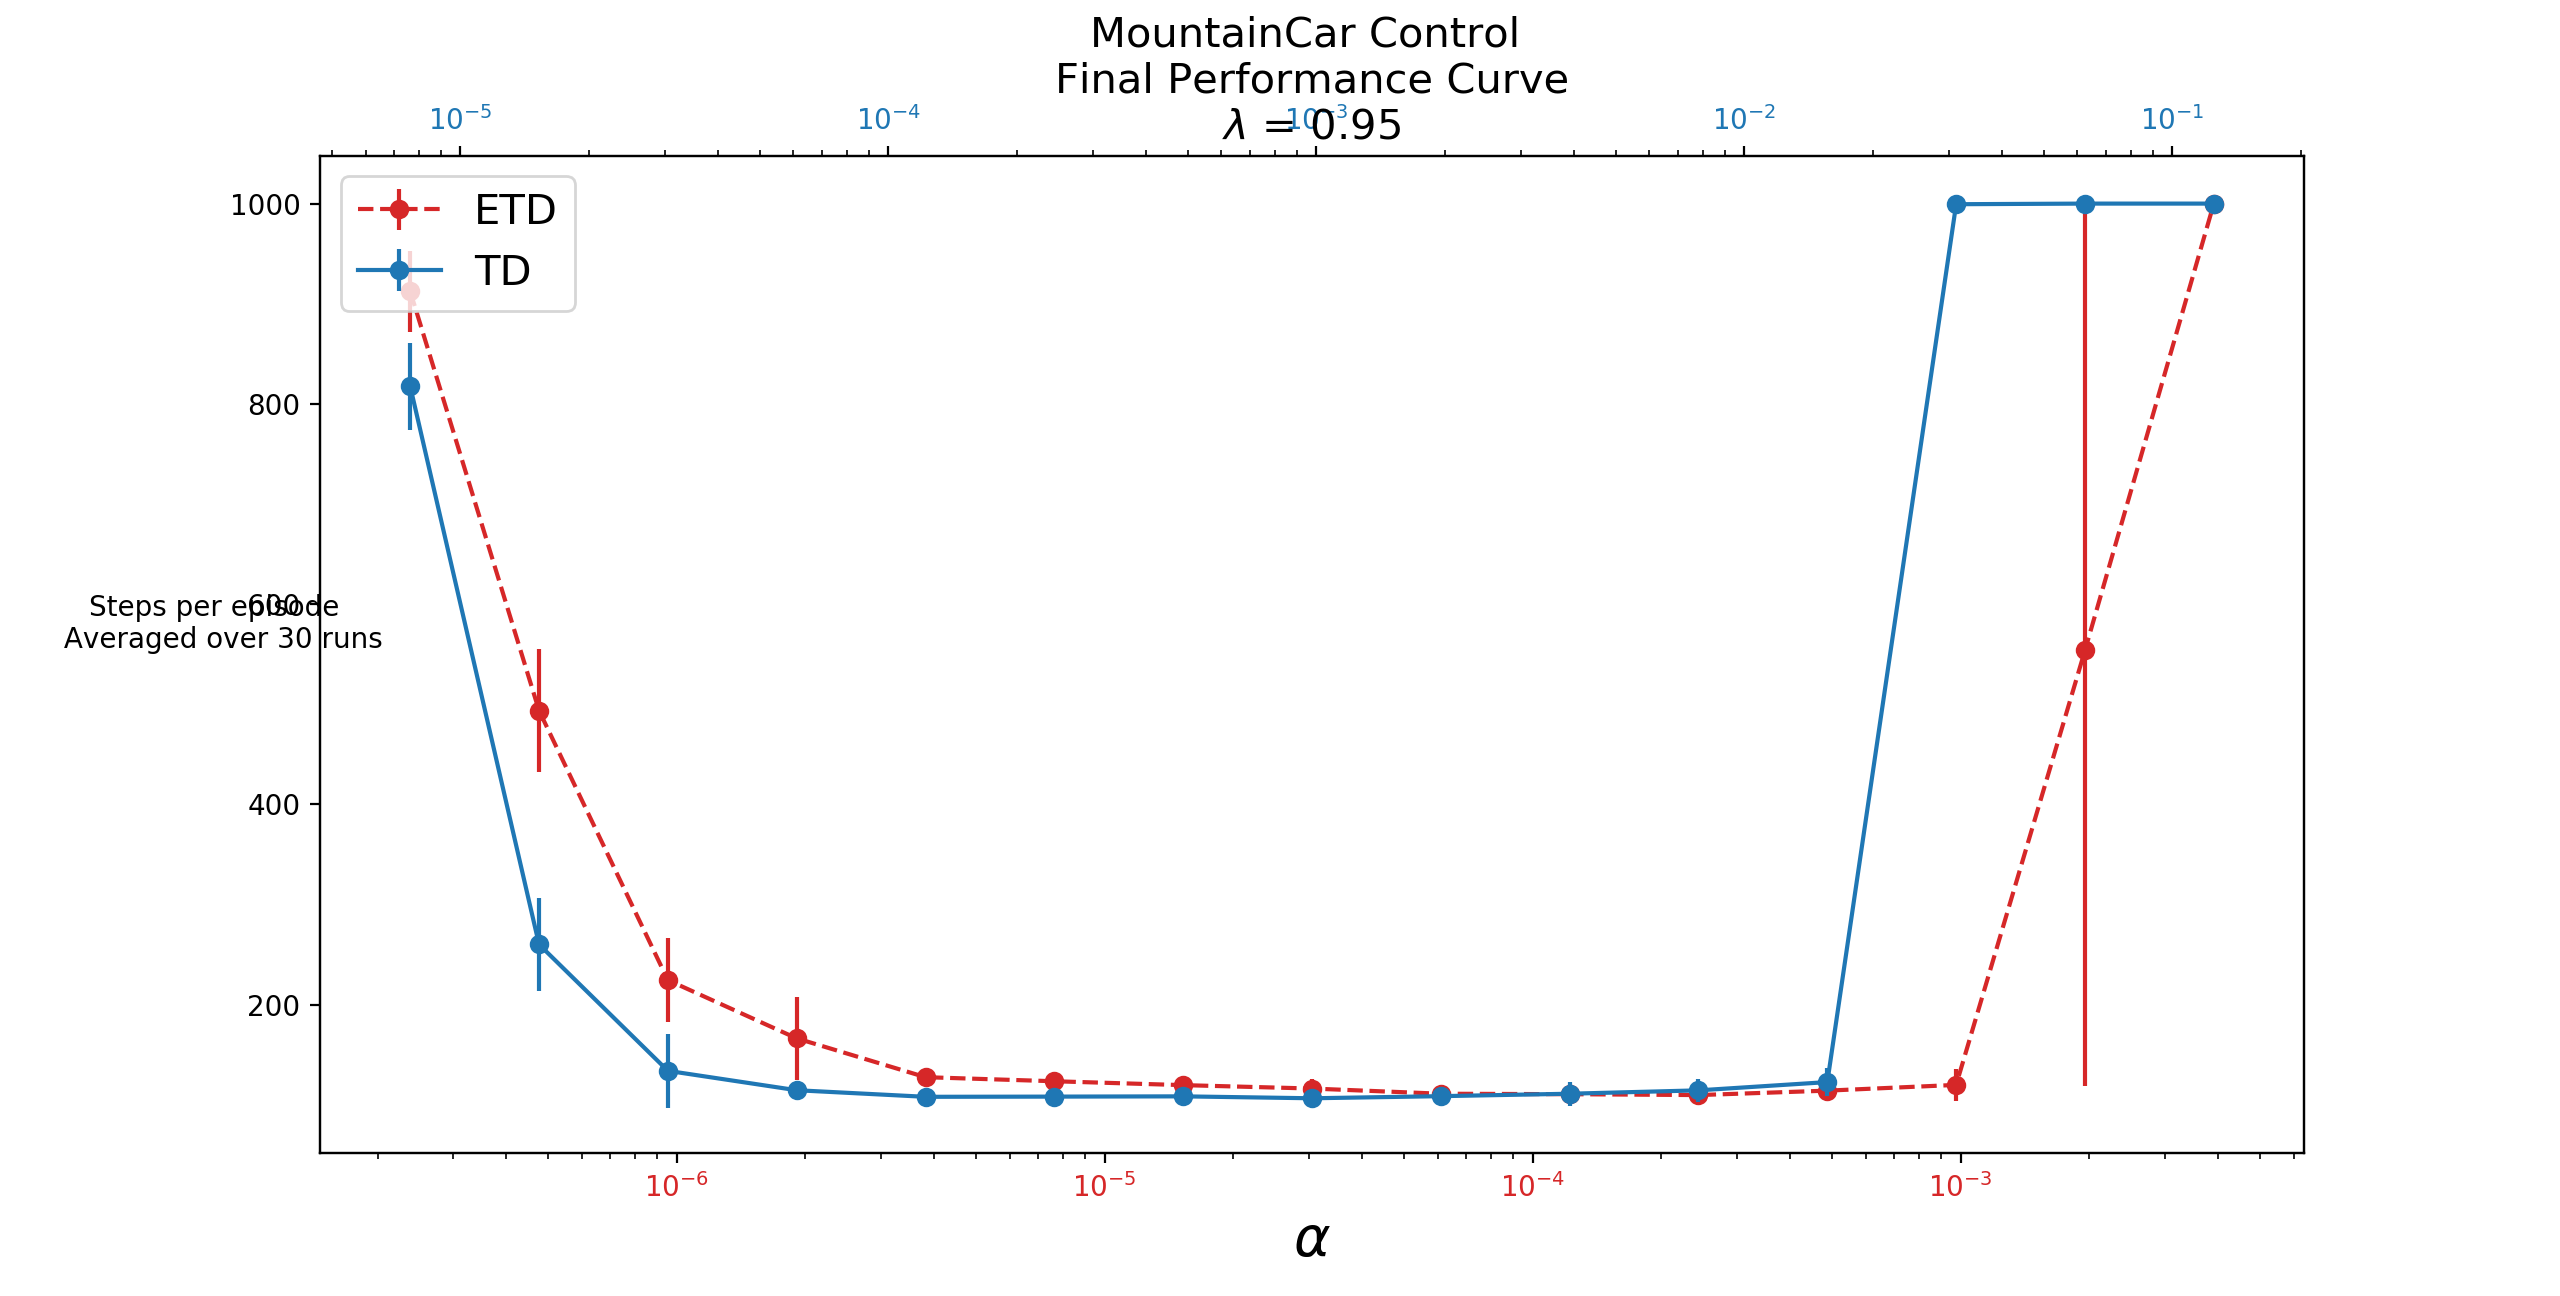 MountainCar Control
Final Performance Curve
λ = 0.95
10⁻⁵ 10⁻⁴ 10⁻³ 10⁻² 10⁻¹
ETD
TD
1000
800
600
400
200
Steps per episode
Averaged over 30 runs
10⁻⁶ 10⁻⁵ 10⁻⁴ 10⁻³
α